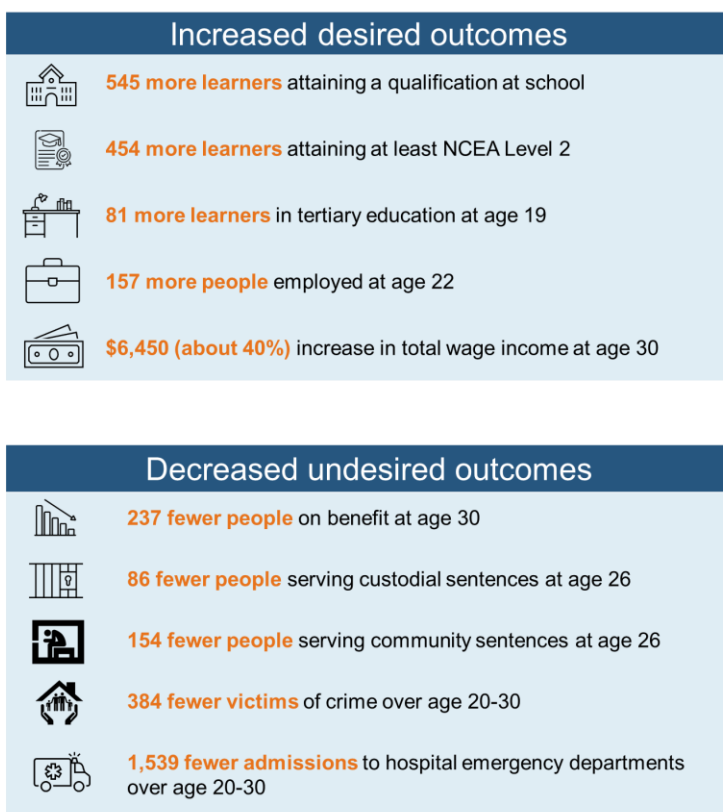 Increased desired outcomes
545 more learners attaining a qualification at school
454 more learners attaining at least NCEA Level 2
81 more learners in tertiary education at age 19
157 more people employed at age 22
$6,450 (about 40%) increase in total wage income at age 30
Decreased undesired outcomes
237 fewer people on benefit at age 30
86 fewer people serving custodial sentences at age 26
154 fewer people serving community sentences at age 26
384 fewer victims of crime over age 20-30
1,539 fewer admissions to hospital emergency departments
over age 20-30